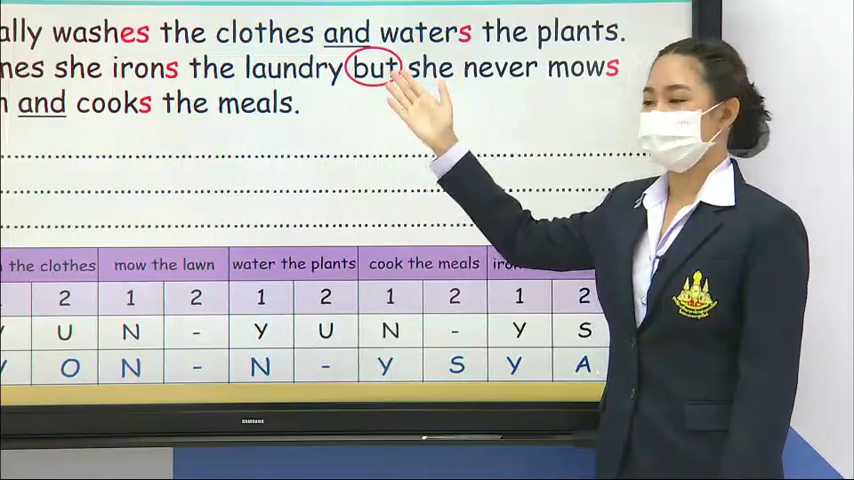 ally washes the clothes and waters the plants.
mes she irons the laundry but she never mows
and cooks the meals.
the clothes mow the lawn water the plants cook the meals
2 1 2 1 2 1 2 1 2
Y U N - Y U N - Y S
Y O N - N - Y S Y A
SAMSUNG